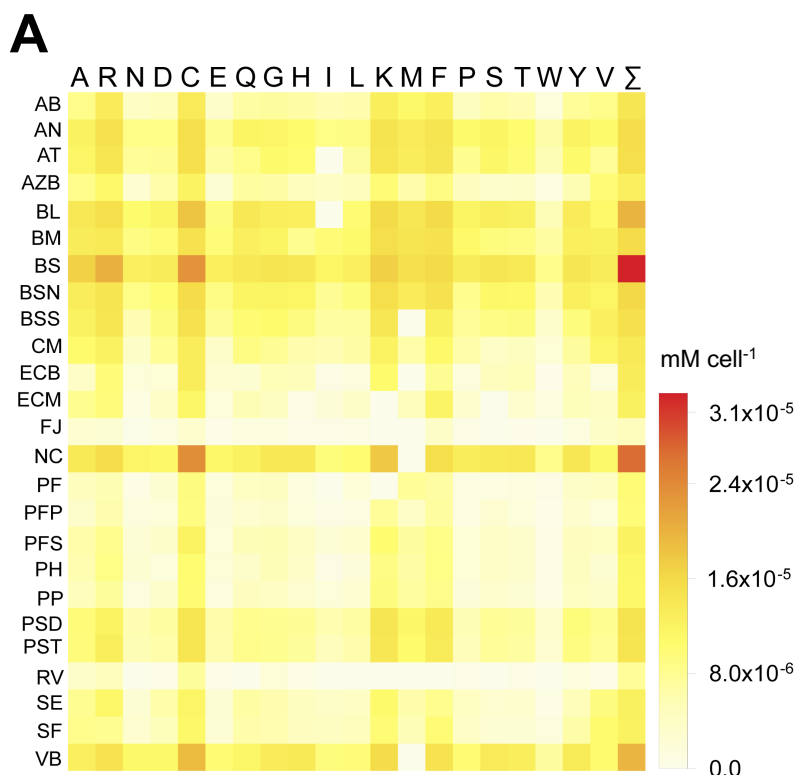 A
A R N D C E Q G H I L K M F P S T W Y V Σ
AB
AN
AT
AZB
BL
BM
BS
BSN
BSS
CM
ECB
ECM
FJ
NC
PF
PFP
PFS
PH
PP
PSD
PST
RV
SE
SF
VB
mM cell-1
3.1x10-5
2.4x10-5
1.6x10-5
8.0x10-6
0.0